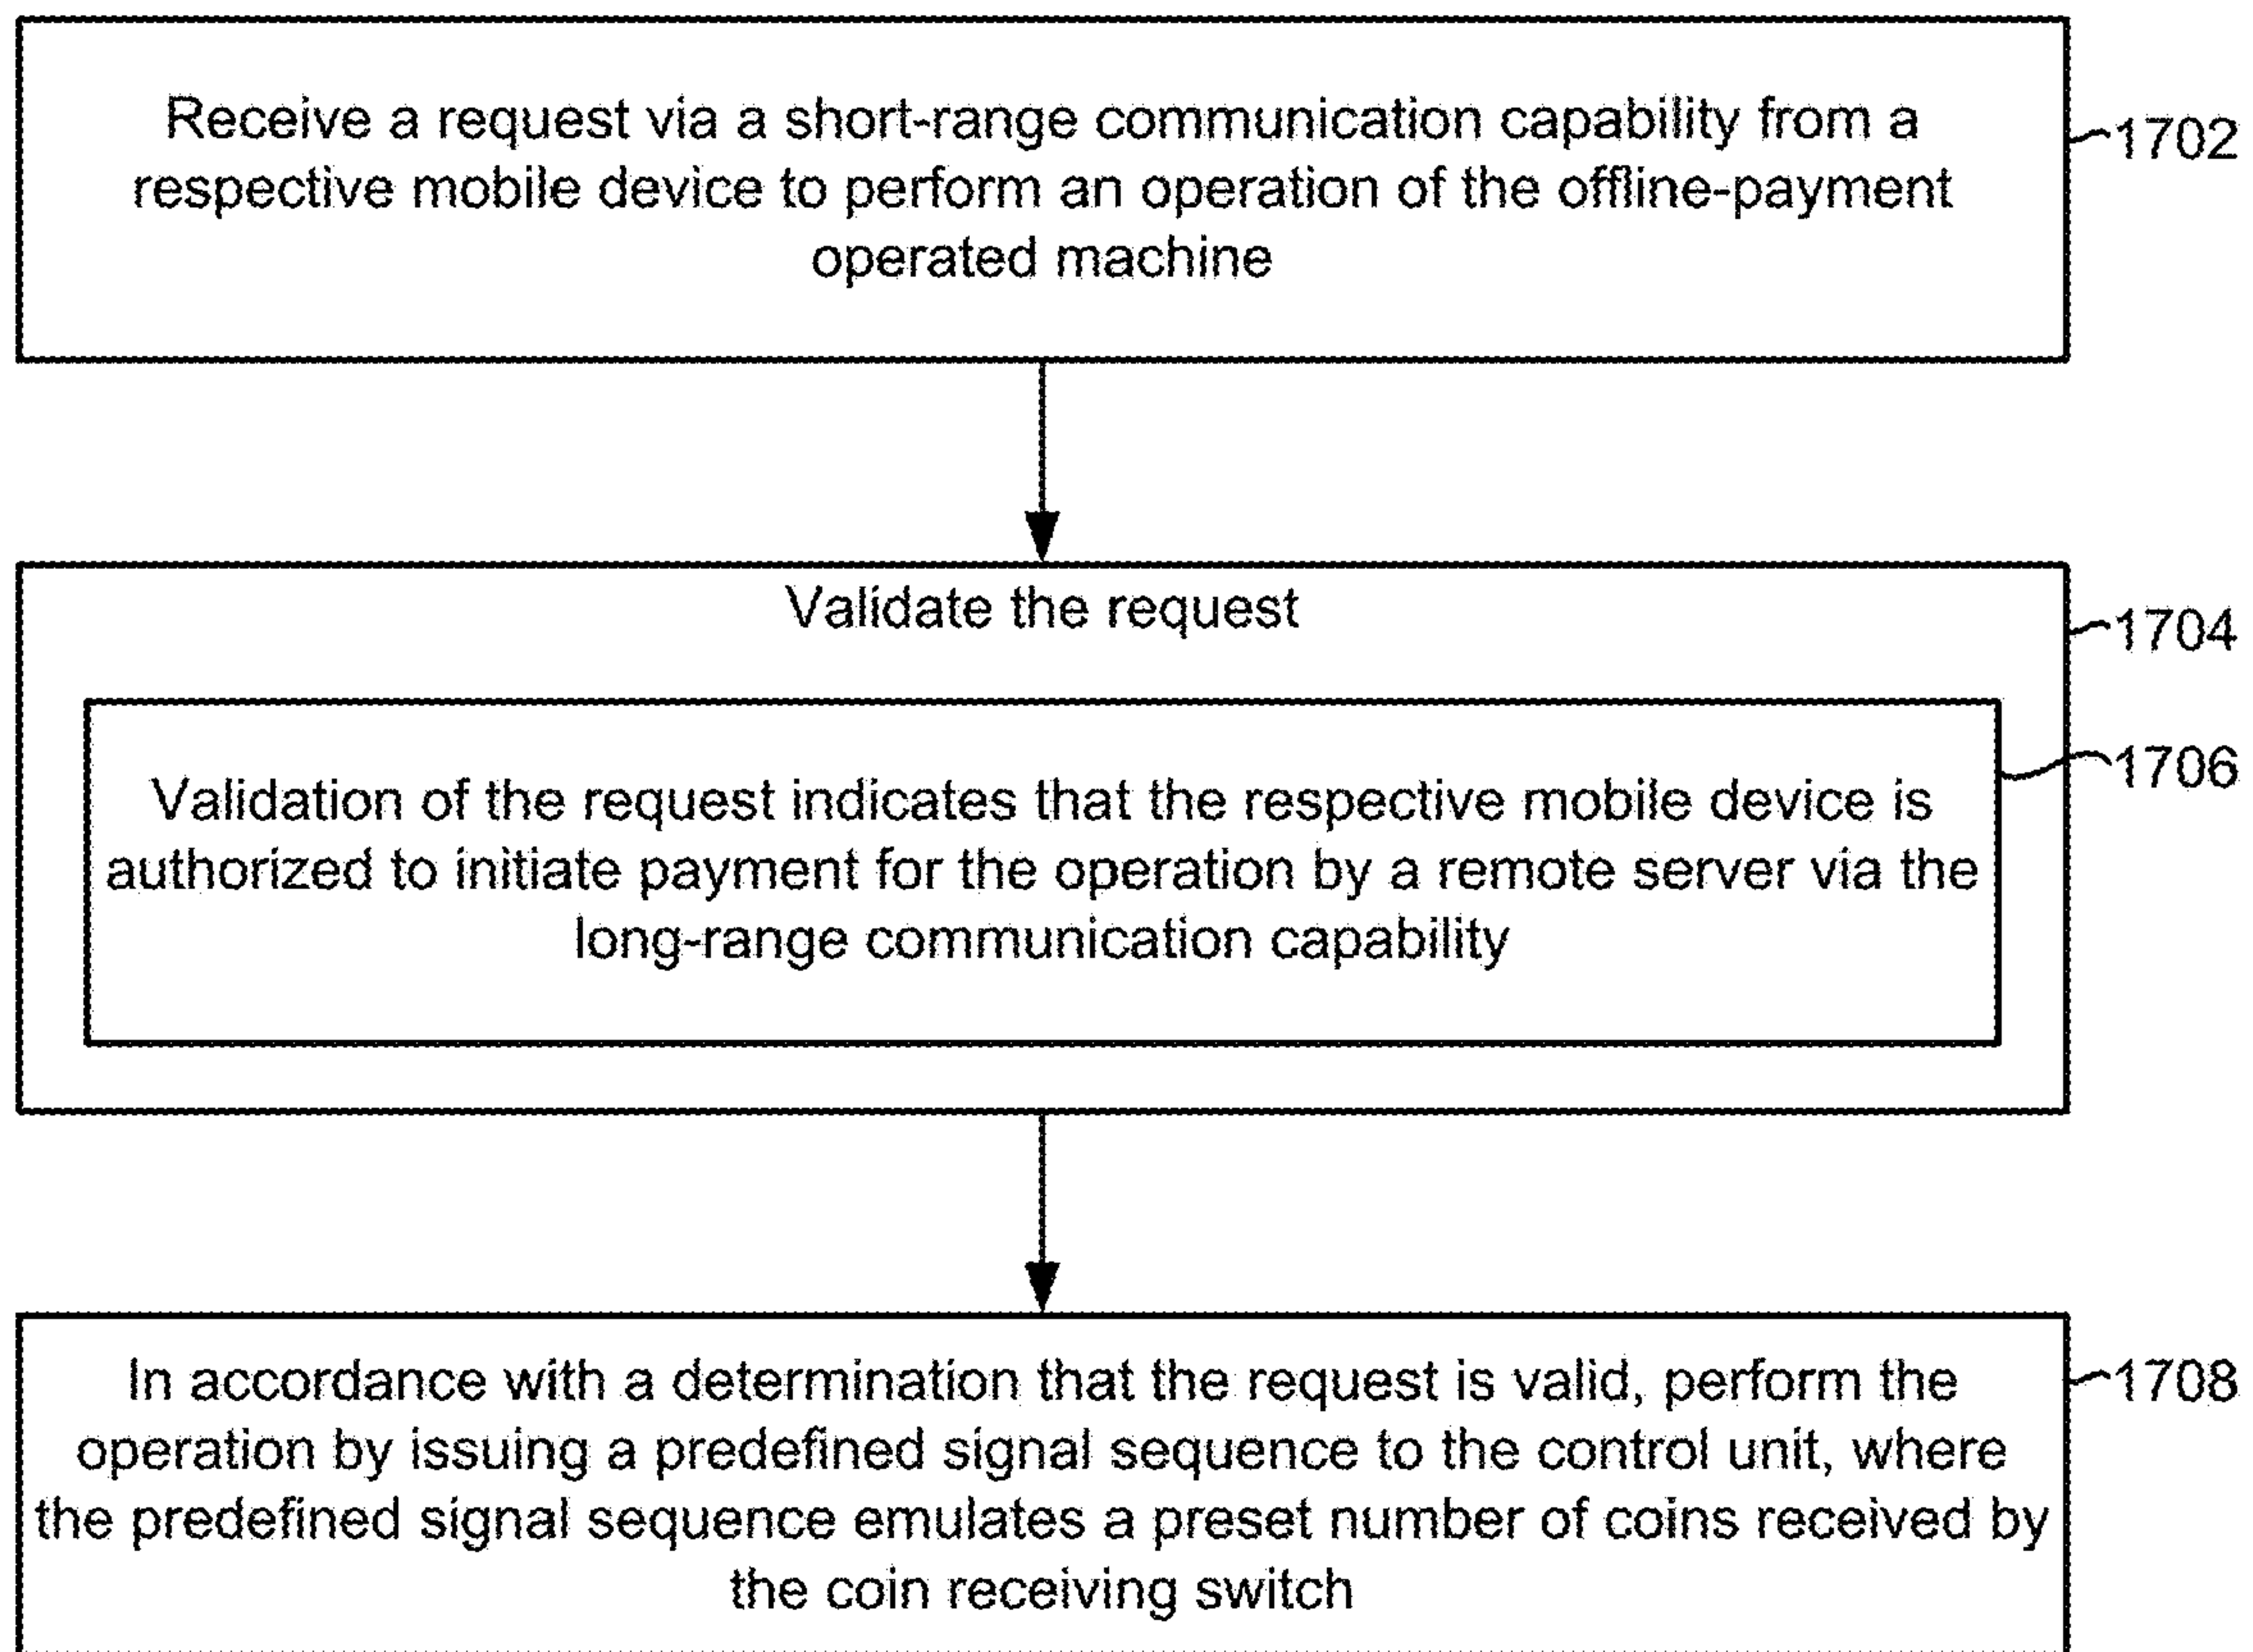 Receive a request via a short-range communication capability from a
respective mobile device to perform an operation of the offline-payment
operated machine
1702
Validate the request
1704
Validation of the request indicates that the respective mobile device is
authorized to initiate payment for the operation by a remote server via the
long-range communication capability
1706
In accordance with a determination that the request is valid, perform the
operation by issuing a predefined signal sequence to the control unit, where
the predefined signal sequence emulates a preset number of coins received by
the coin receiving switch
1708